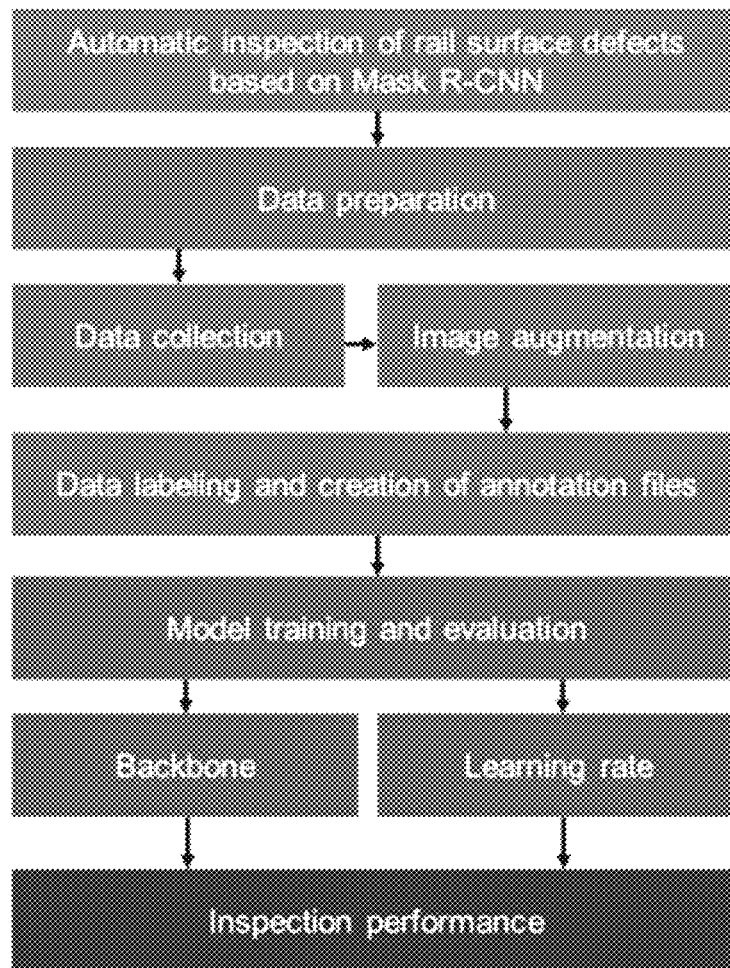 Automatic inspection of rail surface defects
based on Mask R-CNN
Data preparation
Data collection
Image augmentation
Data labeling and creation of annotation files
Model training and evaluation
Backbone
Learning rate
Inspection performance